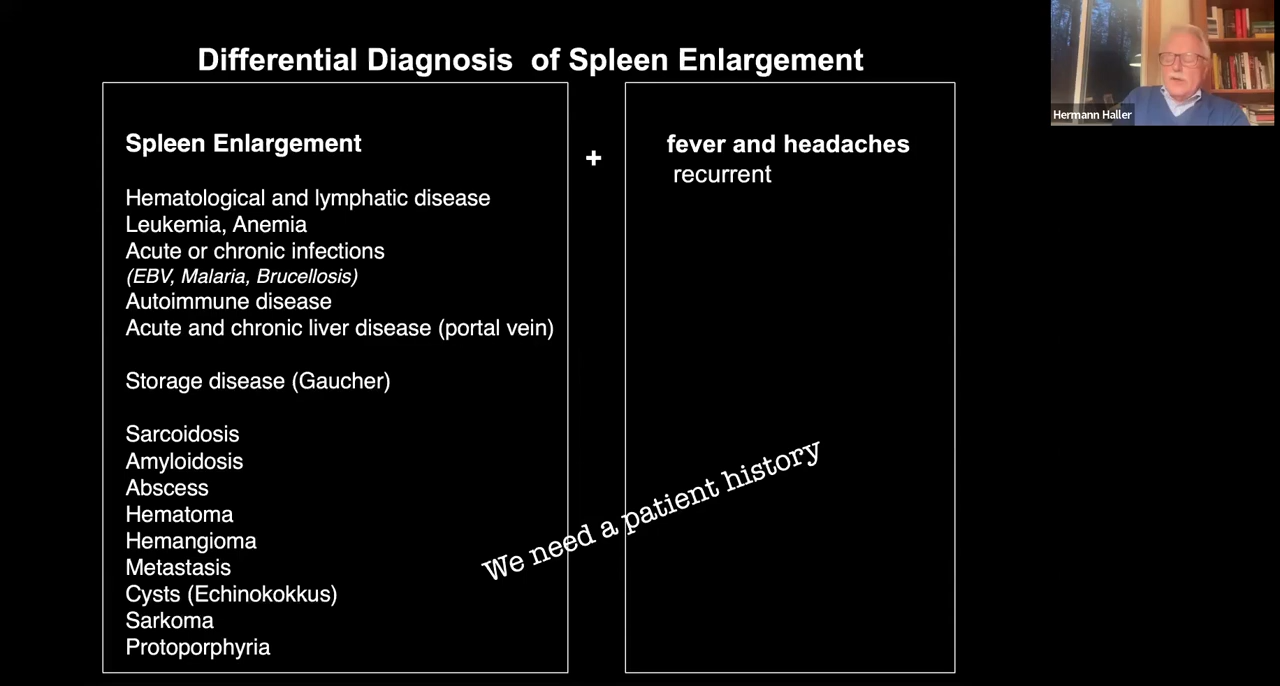 Differential Diagnosis of Spleen Enlargement
Spleen Enlargement
Hematological and lymphatic disease
Leukemia, Anemia
Acute or chronic infections
(EBV, Malaria, Brucellosis)
Autoimmune disease
Acute and chronic liver disease (portal vein)
Storage disease (Gaucher)
Sarcoidosis
Amyloidosis
Abscess
Hematoma
Hemangioma
Metastasis
Cysts (Echinokokkus)
Sarkoma
Protoporphyria
+
fever and headaches
recurrent
We need a patient history
Hermann Haller